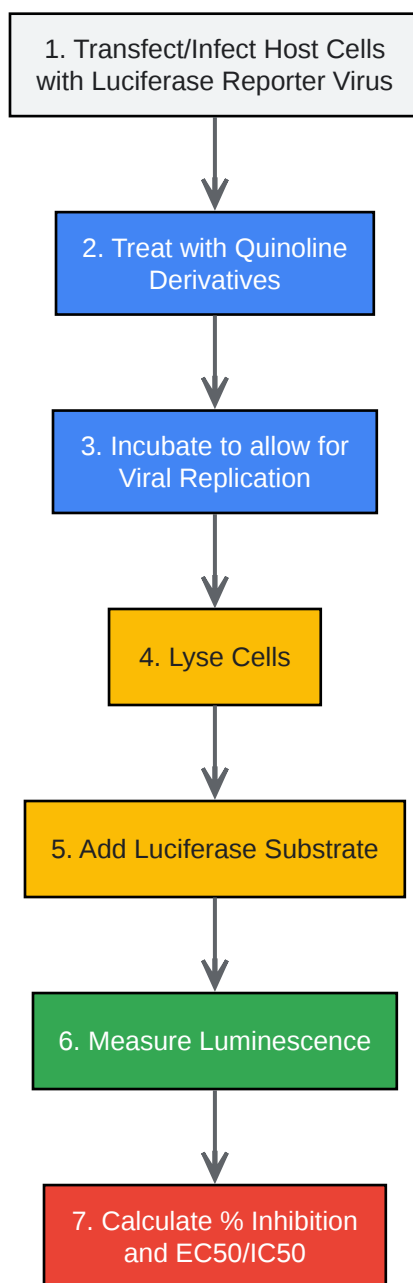 1. Transfect/Infect Host Cells
with Luciferase Reporter Virus
2. Treat with Quinoline
Derivatives
3. Incubate to allow for
Viral Replication
4. Lyse Cells
5. Add Luciferase Substrate
6. Measure Luminescence
7. Calculate % Inhibition
and EC50/IC50